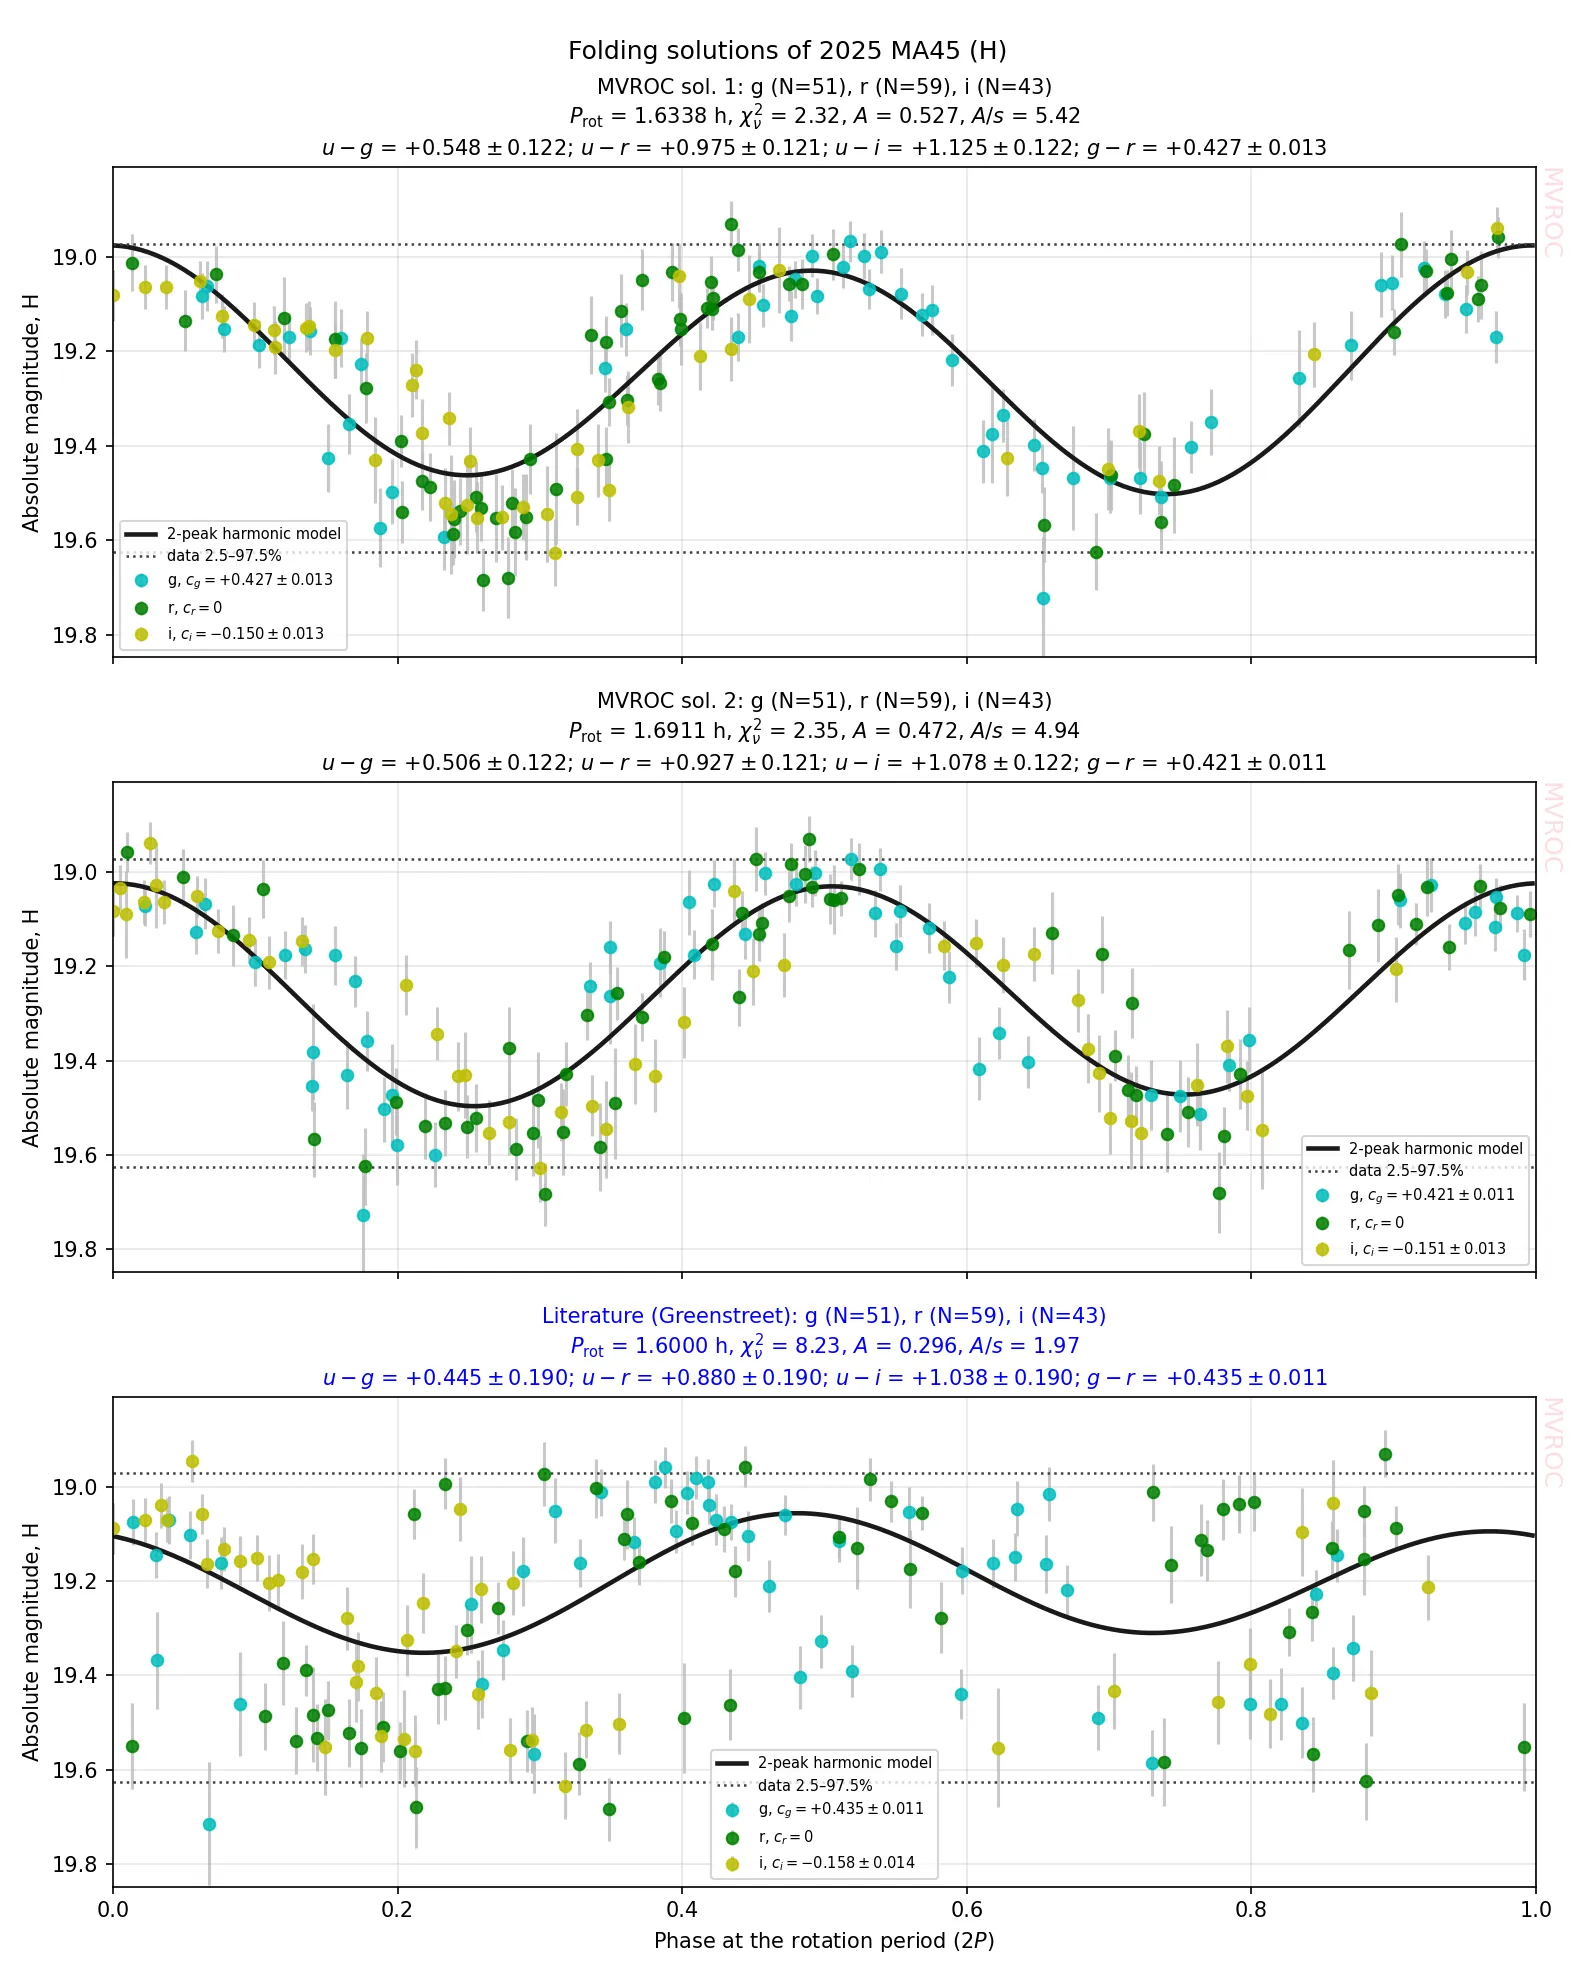 Folding solutions of 2025 MA45 (H)
MVROC sol. 1: g (N=51), r (N=59), i (N=43)
P_rot = 1.6338 h, χ²_ν = 2.32, A = 0.527, A/s = 5.42
u − g = +0.548 ± 0.122; u − r = +0.975 ± 0.121; u − i = +1.125 ± 0.122; g − r = +0.427 ± 0.013
MVROC
19.0
19.2
19.4
19.6
19.8
Absolute magnitude, H
2-peak harmonic model
data 2.5–97.5%
g, c_g = +0.427 ± 0.013
r, c_r = 0
i, c_i = −0.150 ± 0.013
MVROC sol. 2: g (N=51), r (N=59), i (N=43)
P_rot = 1.6911 h, χ²_ν = 2.35, A = 0.472, A/s = 4.94
u − g = +0.506 ± 0.122; u − r = +0.927 ± 0.121; u − i = +1.078 ± 0.122; g − r = +0.421 ± 0.011
MVROC
19.0
19.2
19.4
19.6
19.8
Absolute magnitude, H
2-peak harmonic model
data 2.5–97.5%
g, c_g = +0.421 ± 0.011
r, c_r = 0
i, c_i = −0.151 ± 0.013
Literature (Greenstreet): g (N=51), r (N=59), i (N=43)
P_rot = 1.6000 h, χ²_ν = 8.23, A = 0.296, A/s = 1.97
u − g = +0.445 ± 0.190; u − r = +0.880 ± 0.190; u − i = +1.038 ± 0.190; g − r = +0.435 ± 0.011
MVROC
19.0
19.2
19.4
19.6
19.8
Absolute magnitude, H
2-peak harmonic model
data 2.5–97.5%
g, c_g = +0.435 ± 0.011
r, c_r = 0
i, c_i = −0.158 ± 0.014
0.0 0.2 0.4 0.6 0.8 1.0
Phase at the rotation period (2P)